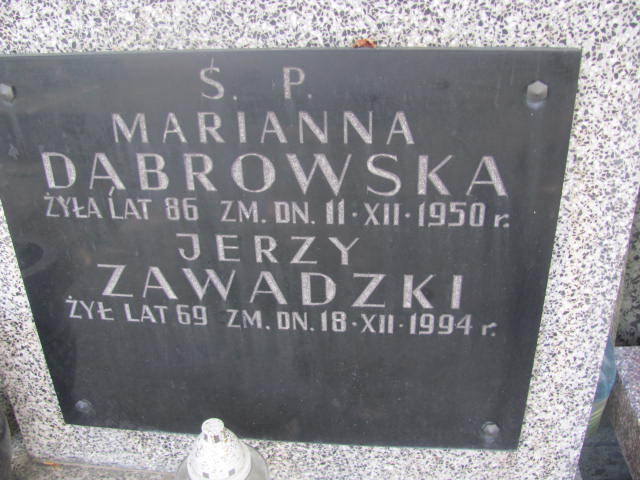 Ś. P.
MARIANNA
DĄBROWSKA
ŻYŁA LAT 86 ZM. DN. 11·XII·1950 r.
JERZY
ZAWADZKI
ŻYŁ LAT 69 ZM. DN. 18·XII·1994 r.